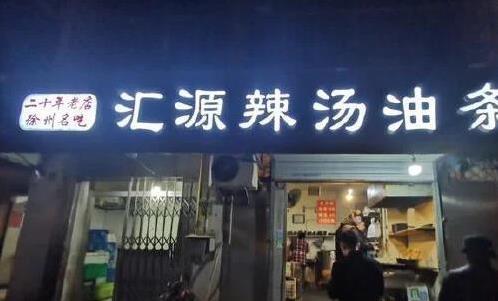 二十年老店
徐州名吃
汇源辣汤油条